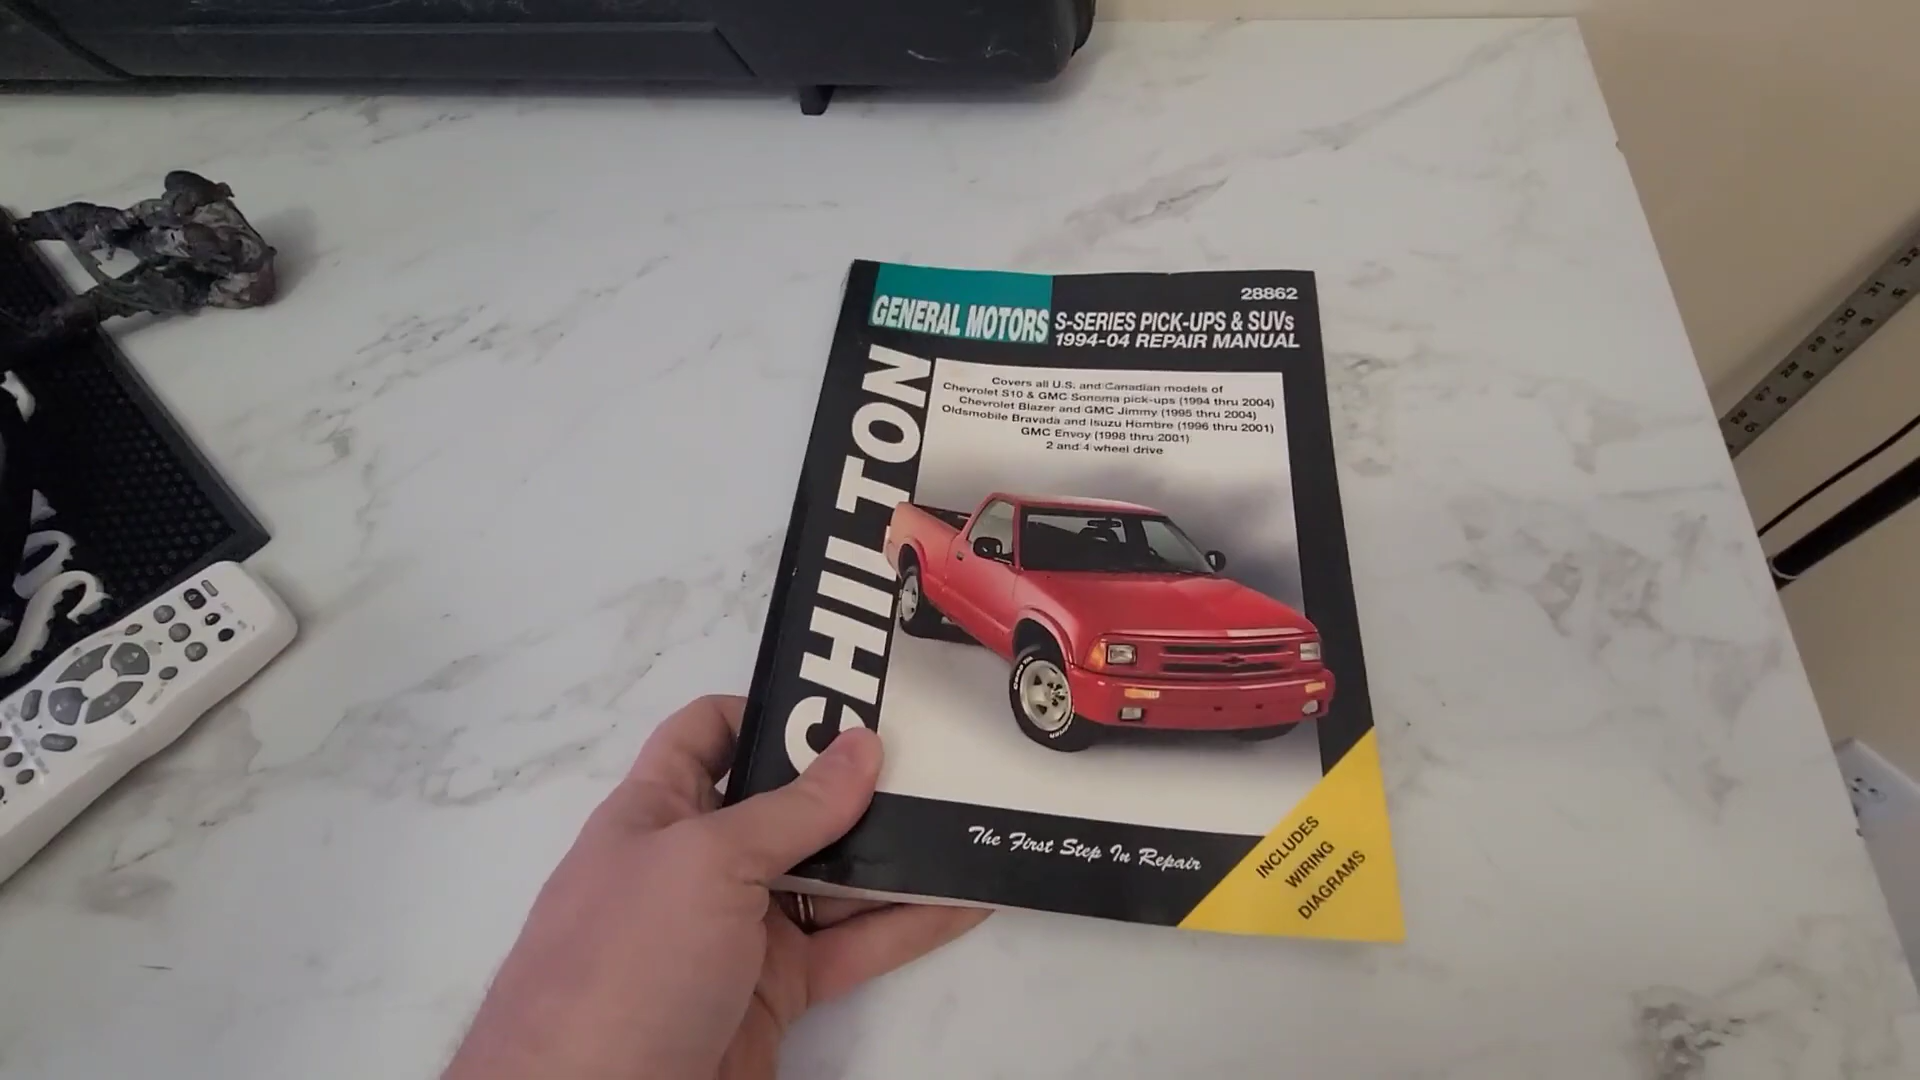 28862
GENERAL MOTORS
S-SERIES PICK-UPS & SUVs
1994-04 REPAIR MANUAL
CHILTON
Covers all U.S. and Canadian models of
Chevrolet S10 & GMC Sonoma pick-ups (1994 thru 2004)
Chevrolet Blazer and GMC Jimmy (1995 thru 2004)
Oldsmobile Bravada and Isuzu Hombre (1996 thru 2001)
GMC Envoy (1998 thru 2001)
2 and 4 wheel drive
The First Step In Repair
INCLUDES
WIRING
DIAGRAMS